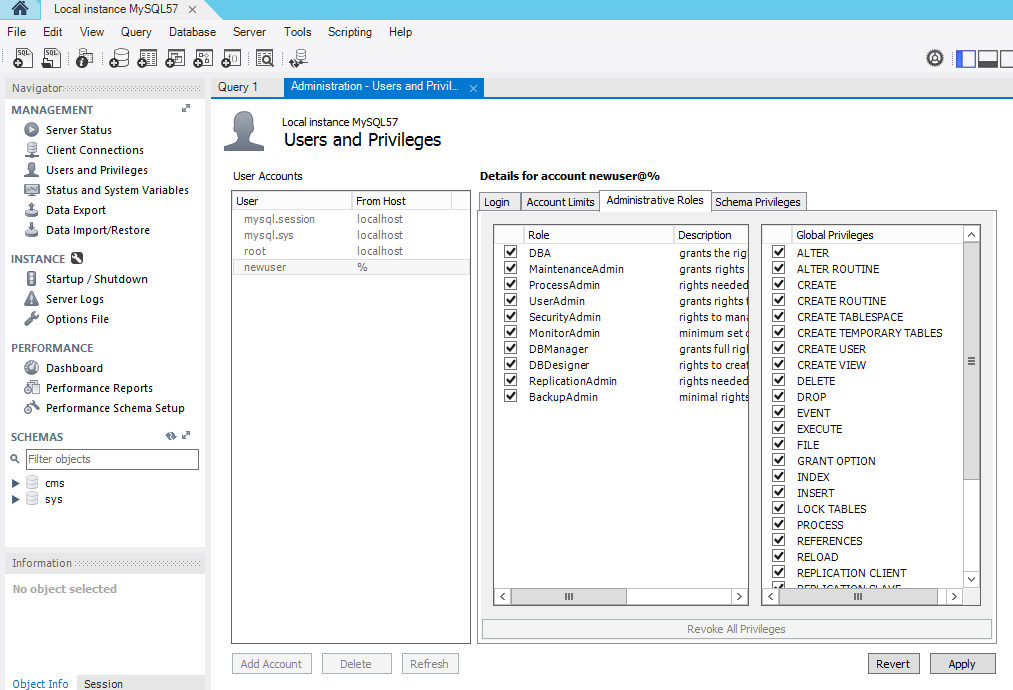 Local instance MySQL57
File Edit View Query Database Server Tools Scripting Help
SQL SQL
Navigator
MANAGEMENT
Server Status
Client Connections
Users and Privileges
Status and System Variables
Data Export
Data Import/Restore
INSTANCE
Startup / Shutdown
Server Logs
Options File
PERFORMANCE
Dashboard
Performance Reports
Performance Schema Setup
SCHEMAS
Filter objects
cms
sys
Information
No object selected
Object Info Session
Query 1 Administration - Users and Privil...
Local instance MySQL57
Users and Privileges
User Accounts
User From Host
mysql.session localhost
mysql.sys localhost
root localhost
newuser %
Add Account Delete Refresh
Details for account newuser@%
Login Account Limits Administrative Roles Schema Privileges
Role Description
DBA grants the rig
MaintenanceAdmin grants rights
ProcessAdmin rights needed
UserAdmin grants rights t
SecurityAdmin rights to mana
MonitorAdmin minimum set o
DBManager grants full righ
DBDesigner rights to creat
ReplicationAdmin rights needed
BackupAdmin minimal rights
Global Privileges
ALTER
ALTER ROUTINE
CREATE
CREATE ROUTINE
CREATE TABLESPACE
CREATE TEMPORARY TABLES
CREATE USER
CREATE VIEW
DELETE
DROP
EVENT
EXECUTE
FILE
GRANT OPTION
INDEX
INSERT
LOCK TABLES
PROCESS
REFERENCES
RELOAD
REPLICATION CLIENT
REPLICATION SLAVE
Revoke All Privileges
Revert Apply